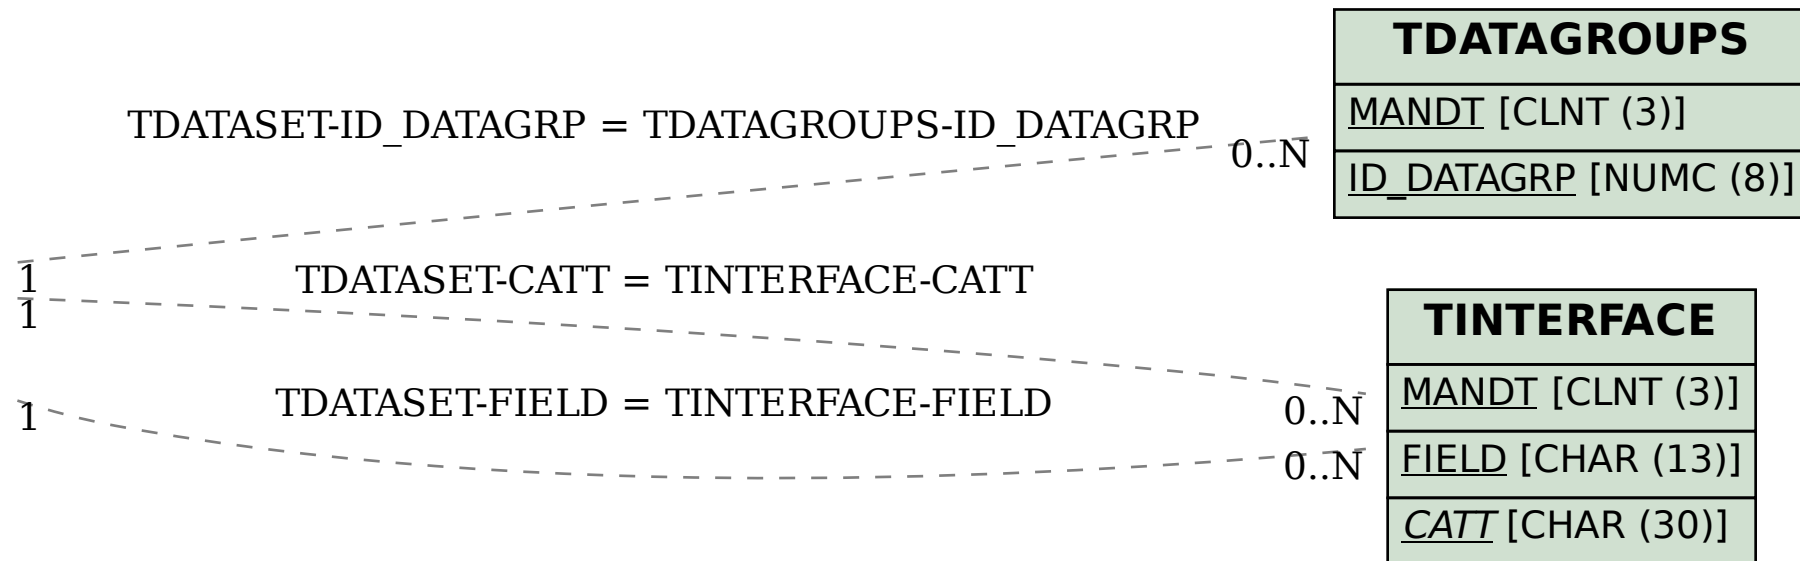 TDATAGROUPS
MANDT [CLNT (3)]
ID_DATAGRP [NUMC (8)]
TDATASET-ID_DATAGRP = TDATAGROUPS-ID_DATAGRP
0..N
1
TDATASET-CATT = TINTERFACE-CATT
1
0..N
TDATASET-FIELD = TINTERFACE-FIELD
1
0..N
TINTERFACE
MANDT [CLNT (3)]
FIELD [CHAR (13)]
CATT [CHAR (30)]